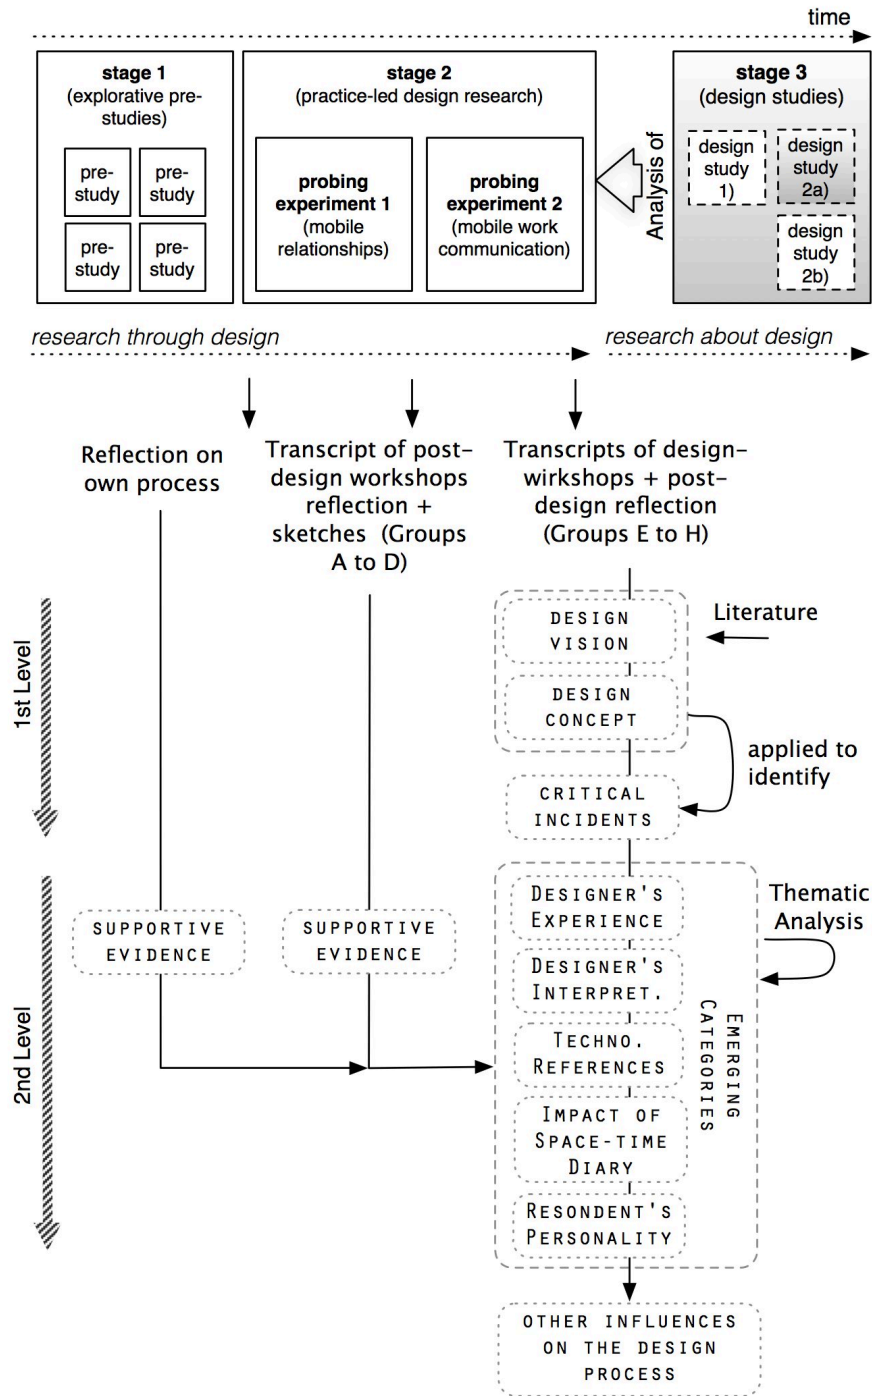 time
stage 1
(explorative pre-
studies)
pre-
study
pre-
study
pre-
study
pre-
study
stage 2
(practice-led design research)
probing
experiment 1
(mobile
relationships)
probing
experiment 2
(mobile work
communication)
Analysis of
stage 3
(design studies)
design
study
1)
design
study
2a)
design
study
2b)
research through design
research about design
Reflection on
own process
Transcript of post-
design workshops
reflection +
sketches (Groups
A to D)
Transcripts of design-
wirkshops + post-
design reflection
(Groups E to H)
1st Level
DESIGN
VISION
Literature
DESIGN
CONCEPT
applied to
identify
CRITICAL
INCIDENTS
2nd Level
SUPPORTIVE
EVIDENCE
SUPPORTIVE
EVIDENCE
DESIGNER'S
EXPERIENCE
DESIGNER'S
INTERPRET.
TECHNO.
REFERENCES
IMPACT OF
SPACE-TIME
DIARY
RESONDENT'S
PERSONALITY
EMERGING
CATEGORIES
Thematic
Analysis
OTHER INFLUENCES
ON THE DESIGN
PROCESS